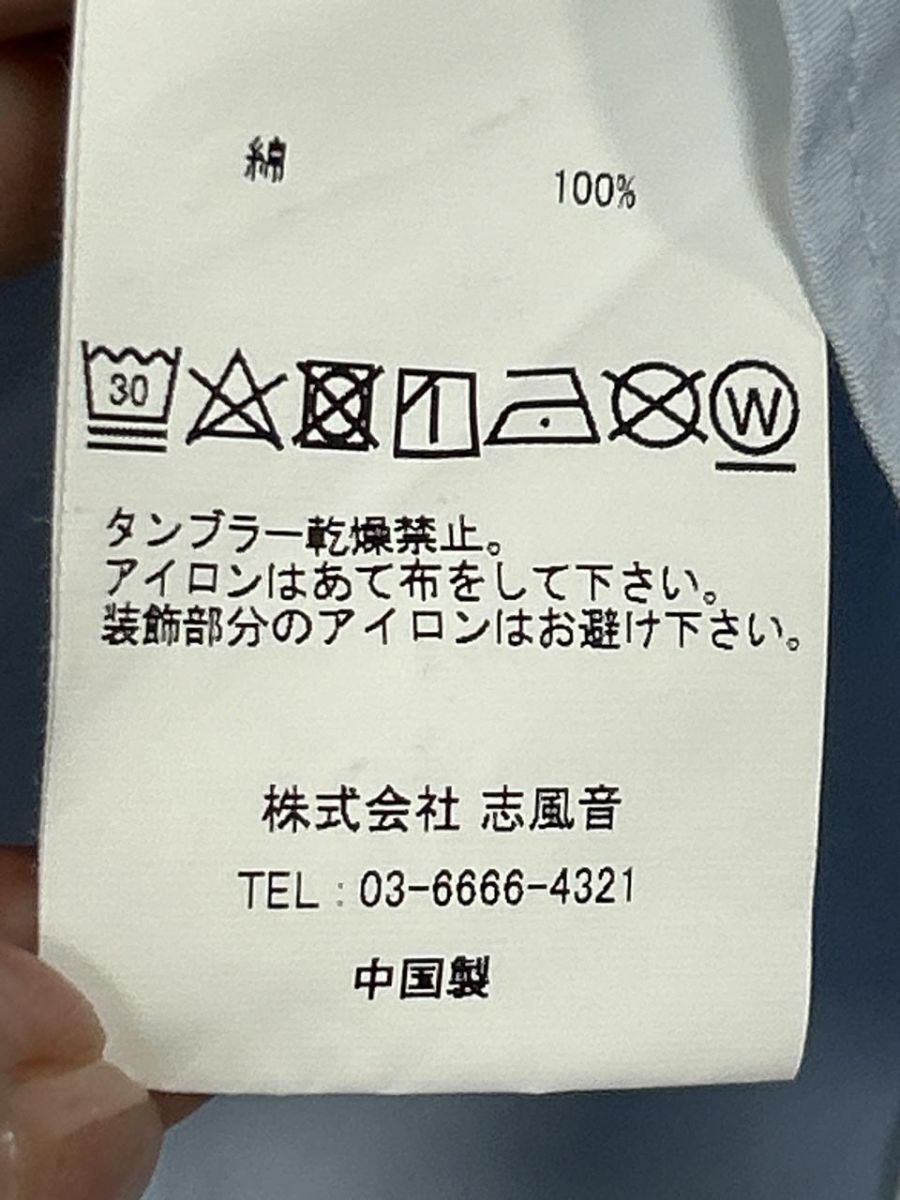 綿 100%
30
W
タンブラー乾燥禁止。
アイロンはあて布をして下さい。
装飾部分のアイロンはお避け下さい。
株式会社 志風音
TEL：03-6666-4321
中国製